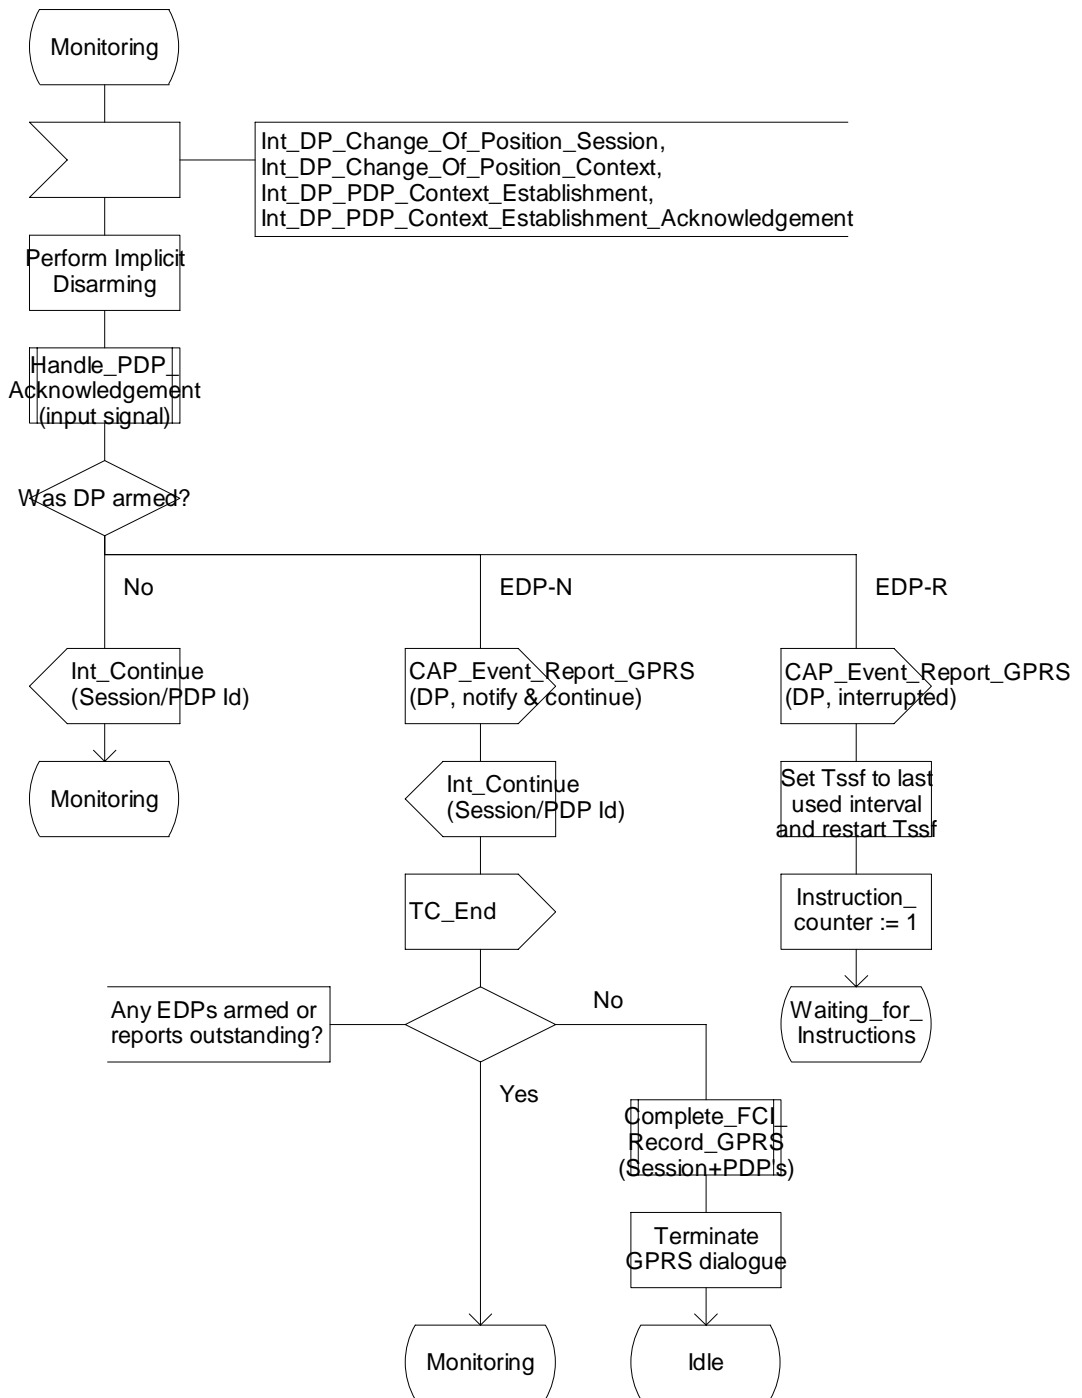 Monitoring
Int_DP_Change_Of_Position_Session,
Int_DP_Change_Of_Position_Context,
Int_DP_PDP_Context_Establishment,
Int_DP_PDP_Context_Establishment_Acknowledgement
Perform Implicit
Disarming
Handle_PDP_
Acknowledgement
(input signal)
Was DP armed?
No
EDP-N
EDP-R
Int_Continue
(Session/PDP Id)
CAP_Event_Report_GPRS
(DP, notify & continue)
CAP_Event_Report_GPRS
(DP, interrupted)
Monitoring
Int_Continue
(Session/PDP Id)
Set Tssf to last
used interval
and restart Tssf
TC_End
Instruction_
counter := 1
Any EDPs armed or
reports outstanding?
No
Yes
Waiting_for_
Instructions
Complete_FCI_
Record_GPRS
(Session+PDP's)
Terminate
GPRS dialogue
Monitoring
Idle